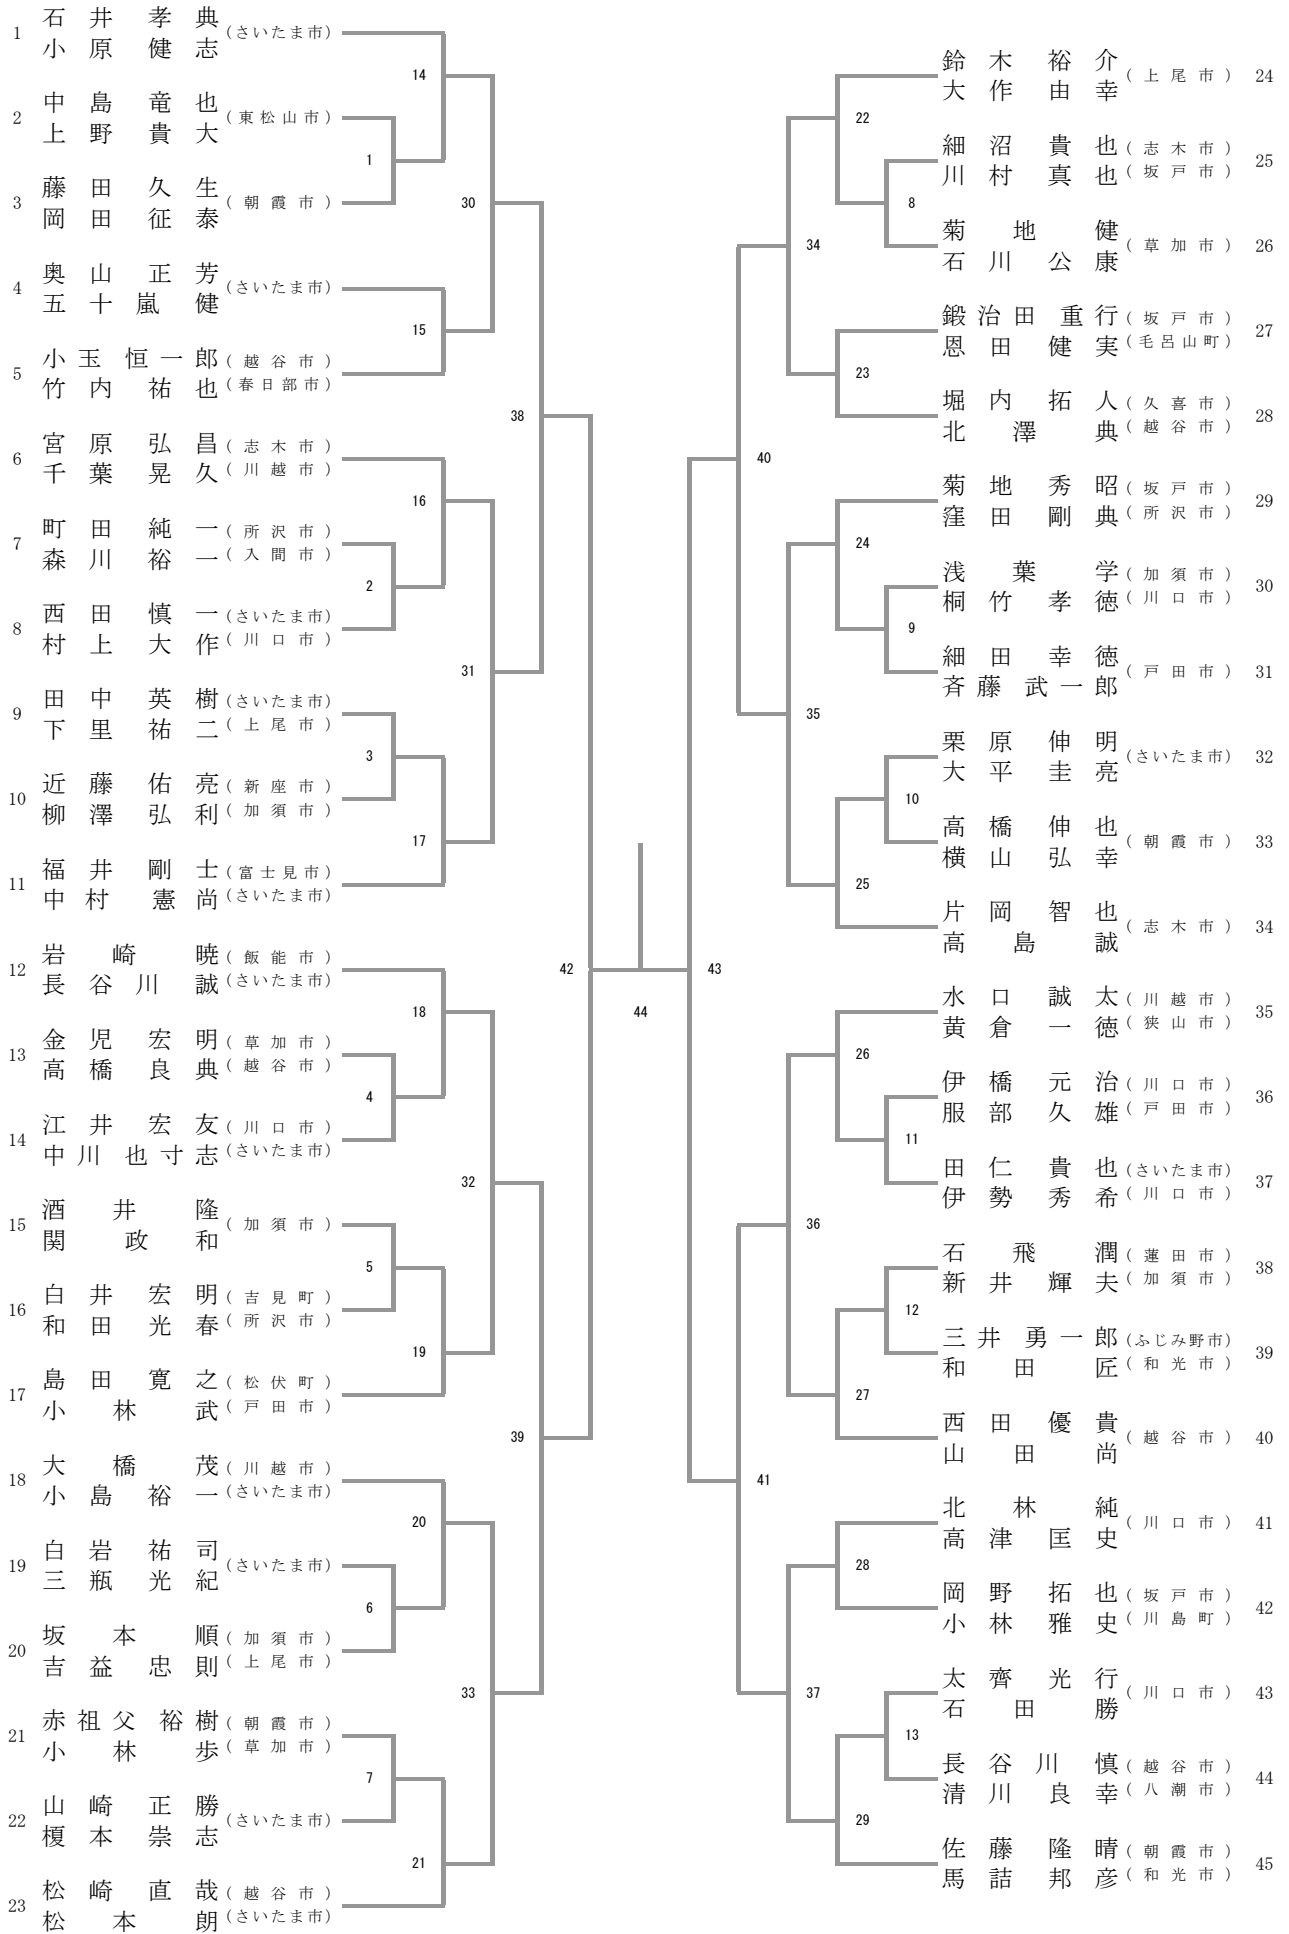 1 石井 孝典 (さいたま市)
小原 健志
14
2 中島 竜也 (東松山市)
上野 貴大
1
3 藤田 久生 (朝霞市)
岡田 征泰
30
4 奥山 正芳 (さいたま市)
五十嵐 健
15
5 小玉 恒一郎 (越谷市)
竹内 祐也 (春日部市)
38
6 宮原 弘昌 (志木市)
千葉 晃久 (川越市)
16
7 町田 純一 (所沢市)
森川 裕一 (入間市)
2
8 西田 慎一 (さいたま市)
村上 大作 (川口市)
31
9 田中 英樹 (さいたま市)
下里 祐二 (上尾市)
3
10 近藤 佑亮 (新座市)
柳澤 弘利 (加須市)
17
11 福井 剛士 (富士見市)
中村 憲尚 (さいたま市)
12 岩崎 暁 (飯能市)
長谷川 誠 (さいたま市)
42
18
13 金児 宏明 (草加市)
高橋 良典 (越谷市)
4
14 江井 宏友 (川口市)
中川 也寸志 (さいたま市)
32
15 酒井 隆 (加須市)
関 政和
5
16 白井 宏明 (吉見町)
和田 光春 (所沢市)
19
17 島田 寛之 (松伏町)
小林 武 (戸田市)
39
18 大橋 茂 (川越市)
小島 裕一 (さいたま市)
20
19 白岩 祐司 (さいたま市)
三瓶 光紀
6
20 坂本 順 (加須市)
吉益 忠則 (上尾市)
33
21 赤祖父 裕樹 (朝霞市)
小林 歩 (草加市)
7
22 山崎 正勝 (さいたま市)
榎本 崇志
21
23 松崎 直哉 (越谷市)
松本 朗 (さいたま市)
44
鈴木 裕介 (上尾市) 24
大作 由幸
22
細沼 貴也 (志木市) 25
川村 真也 (坂戸市)
8
菊地 健 (草加市) 26
石川 公康
34
鍛治田 重行 (坂戸市) 27
恩田 健実 (毛呂山町)
23
堀内 拓人 (久喜市) 28
北澤 典 (越谷市)
40
菊地 秀昭 (坂戸市) 29
窪田 剛典 (所沢市)
24
浅葉 学 (加須市) 30
桐竹 孝徳 (川口市)
9
細田 幸徳 (戸田市) 31
斉藤 武一郎
35
栗原 伸明 (さいたま市) 32
大平 圭亮
10
高橋 伸也 (朝霞市) 33
横山 弘幸
25
片岡 智也 (志木市) 34
高島 誠
43
水口 誠太 (川越市) 35
黄倉 一徳 (狭山市)
26
伊橋 元治 (川口市) 36
服部 久雄 (戸田市)
11
田仁 貴也 (さいたま市) 37
伊勢 秀希 (川口市)
36
石飛 潤 (蓮田市) 38
新井 輝夫 (加須市)
12
三井 勇一郎 (ふじみ野市) 39
和田 匠 (和光市)
27
西田 優貴 (越谷市) 40
山田 尚
41
北林 純 (川口市) 41
高津 匡史
28
岡野 拓也 (坂戸市) 42
小林 雅史 (川島町)
37
太齊 光行 (川口市) 43
石田 勝
13
長谷川 慎 (越谷市) 44
清川 良幸 (八潮市)
29
佐藤 隆晴 (朝霞市) 45
馬詰 邦彦 (和光市)